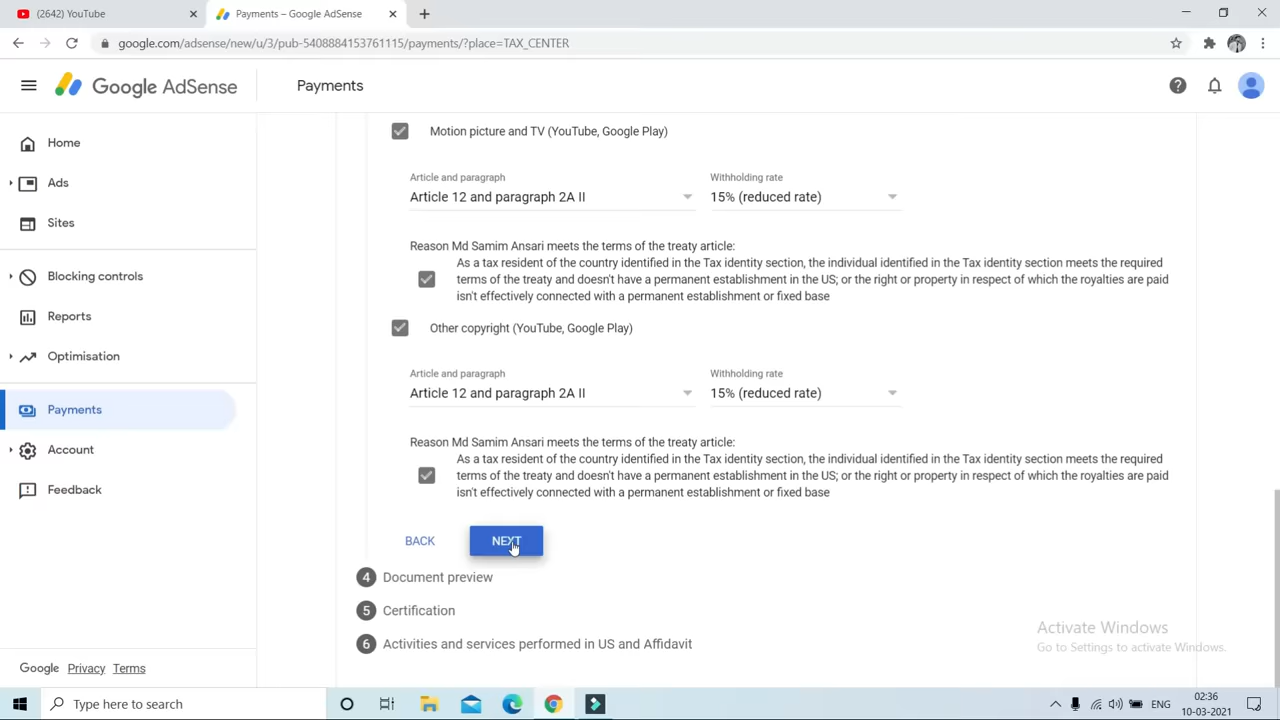 (2642) YouTube
Payments – Google AdSense
google.com/adsense/new/u/3/pub-5408884153761115/payments/?place=TAX_CENTER
Google AdSense
Payments
Home
Ads
Sites
Blocking controls
Reports
Optimisation
Payments
Account
Feedback
Google Privacy Terms
Motion picture and TV (YouTube, Google Play)
Article and paragraph
Withholding rate
Article 12 and paragraph 2A II
15% (reduced rate)
Reason Md Samim Ansari meets the terms of the treaty article:
As a tax resident of the country identified in the Tax identity section, the individual identified in the Tax identity section meets the required
terms of the treaty and doesn't have a permanent establishment in the US; or the right or property in respect of which the royalties are paid
isn't effectively connected with a permanent establishment or fixed base
Other copyright (YouTube, Google Play)
Article and paragraph
Withholding rate
Article 12 and paragraph 2A II
15% (reduced rate)
Reason Md Samim Ansari meets the terms of the treaty article:
As a tax resident of the country identified in the Tax identity section, the individual identified in the Tax identity section meets the required
terms of the treaty and doesn't have a permanent establishment in the US; or the right or property in respect of which the royalties are paid
isn't effectively connected with a permanent establishment or fixed base
BACK
NEXT
4 Document preview
5 Certification
6 Activities and services performed in US and Affidavit
Activate Windows
Go to Settings to activate Windows.
Type here to search
ENG
02:36
10-03-2021